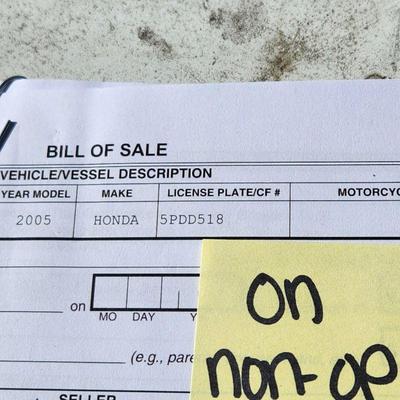 BILL OF SALE
VEHICLE/VESSEL DESCRIPTION
YEAR MODEL MAKE LICENSE PLATE/CF #
2005 HONDA 5PDD518
on
MO DAY Y
(e.g., pare
SELLER
on
non-op